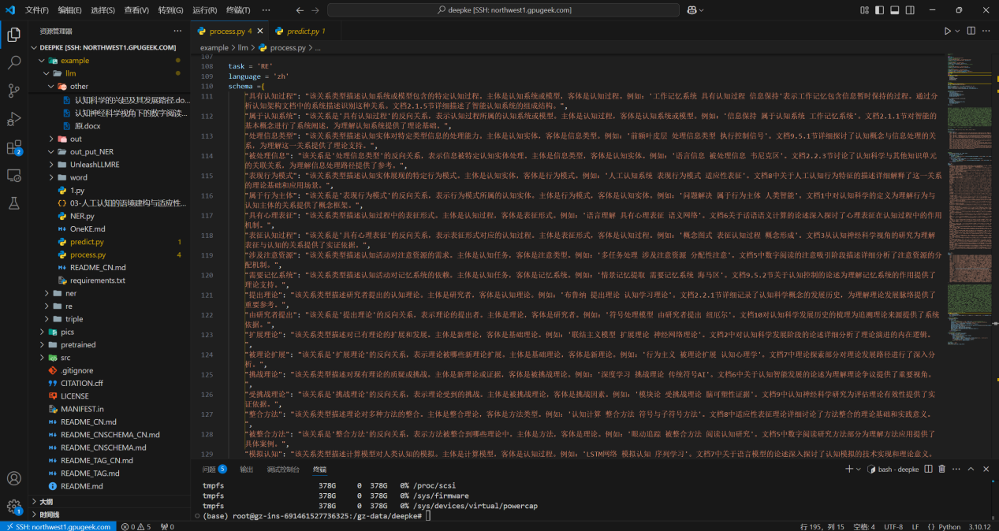 文件(F) 编辑(E) 选择(S) 查看(V) 转到(G) 运行(R) 终端(T) ···
deepke [SSH: northwest1.gpugeek.com]
资源管理器
DEEPKE [SSH: NORTHWEST1.GPUGEEK.COM]
example
llm
other
认知科学的兴起及其发展路径.do...
认知神经科学视角下的数字阅读...
原.docx
out
out_put_NER
UnleashLLMRE
word
1.py
03-人工认知的语境建构与适应性...
NER.py
OneKE.md
predict.py 1
process.py 4
README_CN.md
requirements.txt
ner
re
triple
pics
pretrained
src
.gitignore
CITATION.cff
LICENSE
MANIFEST.in
README_CN.md
README_CNSCHEMA_CN.md
README_CNSCHEMA.md
README_TAG_CN.md
README_TAG.md
README.md
大纲
时间线
process.py 4
predict.py 1
example > llm > process.py > ...
107
108 task = 'RE'
109 language = 'zh'
110 schema ={
111 "具有认知过程": "该关系类型描述认知系统或模型包含的特定认知过程。主体是认知系统或模型，客体是认知过程。例如：'工作记忆系统 具有认知过程 信息保持'表示工作记忆包含信息暂时保持的过程。通过分
析认知架构文档中的系统描述识别这种关系。文档2.1.5节详细描述了智能认知系统的组成结构。",
112 "属于认知系统": "该关系是'具有认知过程'的反向关系，表示认知过程所属的认知系统或模型。主体是认知过程，客体是认知系统或模型。例如：'信息保持 属于认知系统 工作记忆系统'。文档2.1.1节对智能的
基本概念进行了系统阐述，为理解认知系统提供了理论基础。",
113 "处理信息类型": "该关系描述认知实体对特定类型信息的处理能力。主体是认知实体，客体是信息类型。例如：'前额叶皮层 处理信息类型 执行控制信号'。文档9.5.1节详细探讨了认知概念与信息处理的关
系，为理解这一关系提供了理论支持。",
114 "被处理信息": "该关系是'处理信息类型'的反向关系，表示信息被特定认知实体处理。主体是信息类型，客体是认知实体。例如：'语言信息 被处理信息 韦尼克区'。文档2.2.3节讨论了认知科学与其他知识单元
的关联关系，为理解信息处理路径提供了参考。",
115 "表现行为模式": "该关系描述认知实体展现的特定行为模式。主体是认知实体，客体是行为模式。例如：'人工认知系统 表现行为模式 适应性表征'。文档8中关于人工认知行为特征的描述详细解释了这一关系
的理论基础和应用场景。",
116 "属于行为主体": "该关系是'表现行为模式'的反向关系，表示行为模式所属的认知实体。主体是行为模式，客体是认知实体。例如：'问题解决 属于行为主体 人类智能'。文档1中对认知科学的定义为理解行为与
认知主体的关系提供了概念框架。",
117 "具有心理表征": "该关系类型描述认知过程中的表征形式。主体是认知过程，客体是表征形式。例如：'语言理解 具有心理表征 语义网络'。文档6关于话语语义计算的论述深入探讨了心理表征在认知过程中的作用
机制。",
118 "表征认知过程": "该关系是'具有心理表征'的反向关系，表示表征形式对应的认知过程。主体是表征形式，客体是认知过程。例如：'概念图式 表征认知过程 概念形成'。文档3从认知神经科学视角的研究为理解
表征与认知的关系提供了实证依据。",
119 "涉及注意资源": "该关系类型描述认知活动对注意资源的需求。主体是认知任务，客体是注意类型。例如：'多任务处理 涉及注意资源 分配性注意'。文档5中数字阅读的注意吸引阶段描述详细分析了注意资源的分
配机制。",
120 "需要记忆系统": "该关系类型描述认知活动对记忆系统的依赖。主体是认知任务，客体是记忆系统。例如：'情景记忆提取 需要记忆系统 海马区'。文档9.5.2节关于认知控制的论述为理解记忆系统的作用提供了
理论支持。",
121 "提出理论": "该关系类型描述研究者提出的认知理论。主体是研究者，客体是认知理论。例如：'布鲁纳 提出理论 认知学习理论'。文档2.2.1节详细记录了认知科学概念的发展历史，为理解理论发展脉络提供了
重要参考。",
122 "由研究者提出": "该关系是'提出理论'的反向关系，表示理论的提出者。主体是理论，客体是研究者。例如：'符号处理模型 由研究者提出 纽厄尔'。文档10对认知科学发展历史的梳理为追溯理论来源提供了系统
依据。",
123 "扩展理论": "该关系类型描述对已有理论的扩展和发展。主体是新理论，客体是基础理论。例如：'联结主义模型 扩展理论 神经网络理论'。文档2中对认知科学发展阶段的论述详细分析了理论演进的内在逻辑。
",
124 "被理论扩展": "该关系是'扩展理论'的反向关系，表示理论被哪些新理论扩展。主体是基础理论，客体是新理论。例如：'行为主义 被理论扩展 认知心理学'。文档7中理论探索部分对理论发展路径进行了深入分
析。",
125 "挑战理论": "该关系类型描述对现有理论的质疑或挑战。主体是新理论或证据，客体是被挑战理论。例如：'深度学习 挑战理论 传统符号AI'。文档6中关于认知智能发展的论述为理解理论争议提供了重要视角。
",
126 "受挑战理论": "该关系是'挑战理论'的反向关系，表示理论受到的挑战。主体是被挑战理论，客体是挑战因素。例如：'模块论 受挑战理论 脑可塑性证据'。文档9中认知神经科学研究为评估理论有效性提供了实
证依据。",
127 "整合方法": "该关系类型描述理论对多种方法的整合。主体是整合理论，客体是方法类型。例如：'认知计算 整合方法 符号与子符号方法'。文档8中适应性表征理论详细讨论了方法整合的理论基础和实践意义。
",
128 "被整合方法": "该关系是'整合方法'的反向关系，表示方法被整合到哪些理论中。主体是方法，客体是理论。例如：'眼动追踪 被整合方法 阅读认知研究'。文档5中数字阅读研究方法部分为理解方法应用提供了
具体案例。",
129 "模拟认知": "该关系类型描述计算模型对人类认知的模拟。主体是计算模型，客体是认知过程。例如：'LSTM网络 模拟认知 序列学习'。文档7中关于语言模型的论述深入探讨了认知模拟的技术实现和理论意义。
问题 5 输出 调试控制台 终端
bash - deepke
tmpfs 378G 0 378G 0% /proc/scsi
tmpfs 378G 0 378G 0% /sys/firmware
tmpfs 378G 0 378G 0% /sys/devices/virtual/powercap
(base) root@gz-ins-691461527736325:/gz-data/deepke#
SSH: northwest1.gpugeek.com 0 5 0 行 195，列 15 空格: 4 UTF-8 LF {} Python 3.10.12